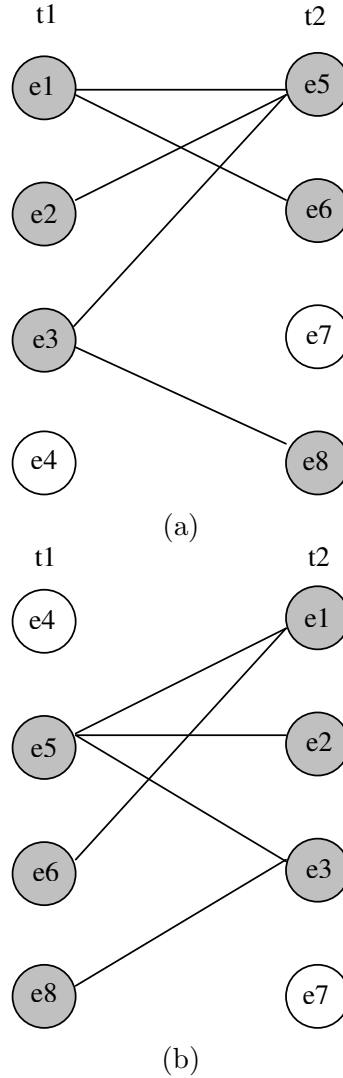 t1 t2
e1 e5
e2 e6
e3 e7
e4 e8
(a)
t1 t2
e4 e1
e5 e2
e6 e3
e8 e7
(b)